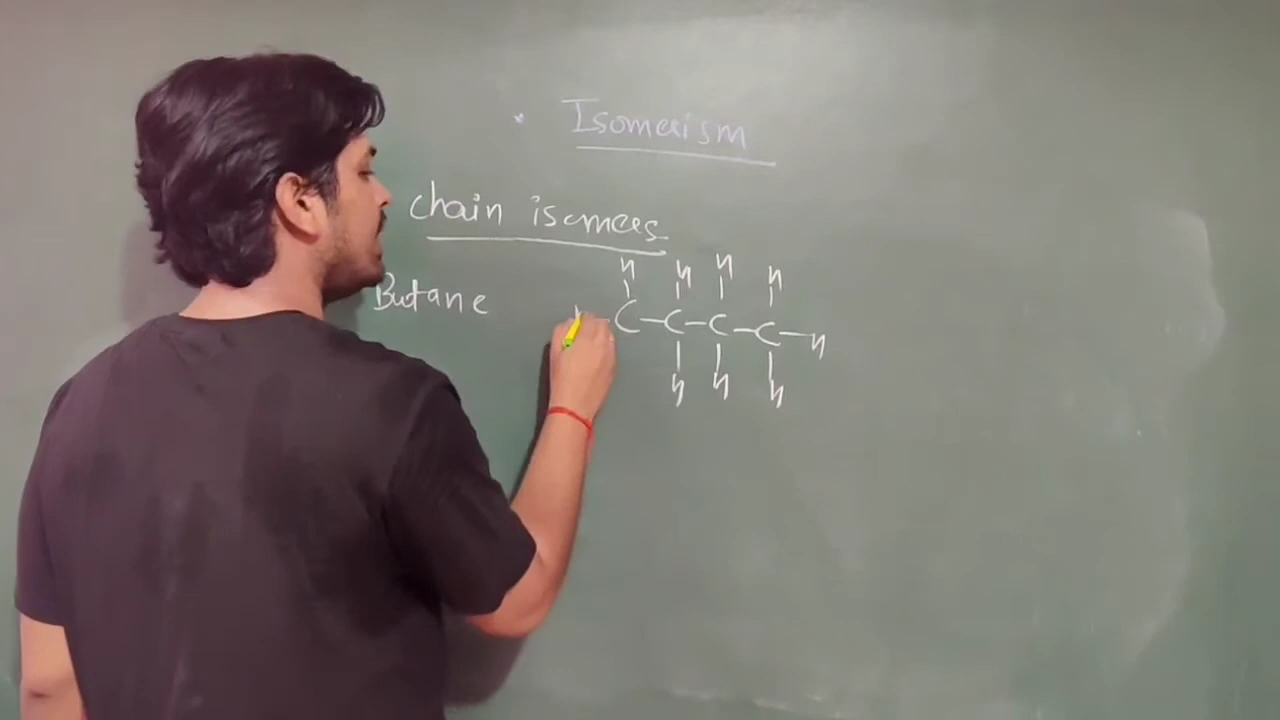 • Isomerism
chain isomers
Butane
H H H H
C-C-C-C-H
H H H